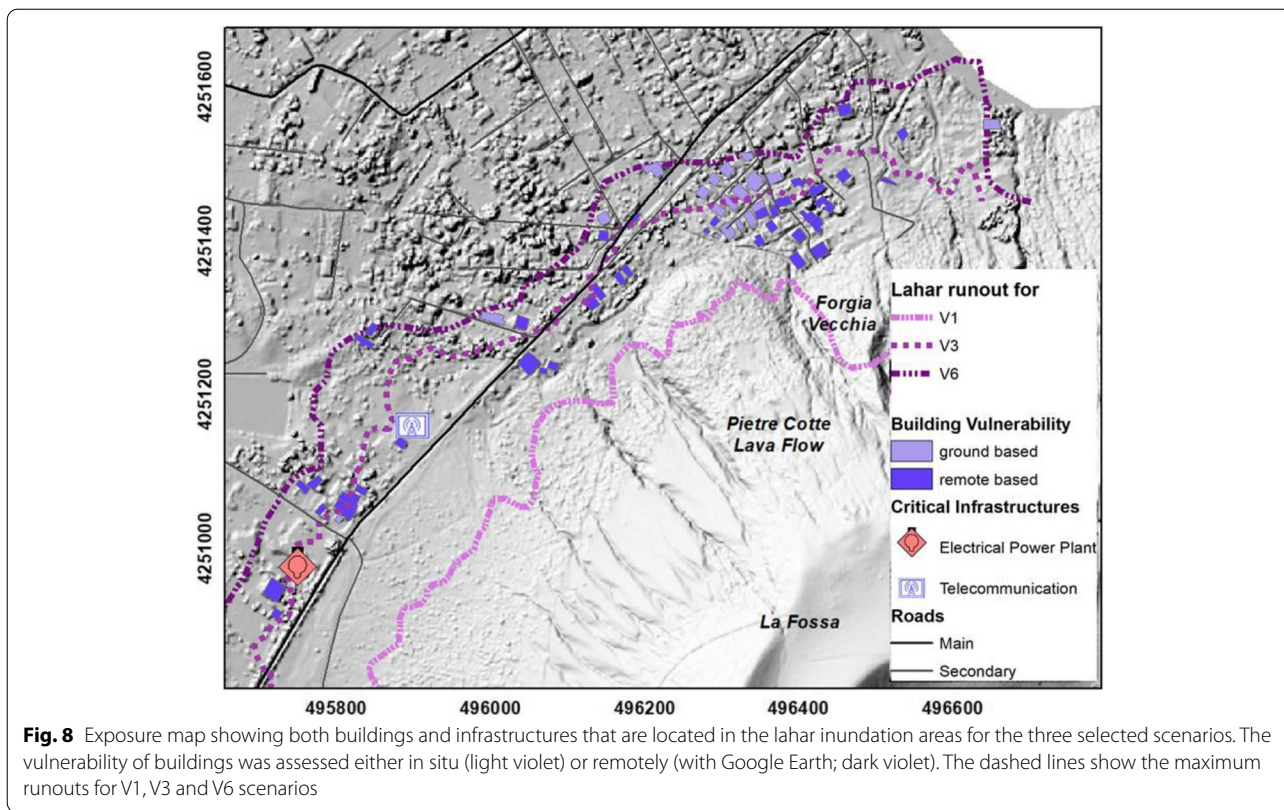 4251600
4251400
4251200
4251000
495800 496000 496200 496400 496600
Forgia
Vecchia
Pietre Cotte
Lava Flow
La Fossa
Lahar runout for
V1
V3
V6
Building Vulnerability
ground based
remote based
Critical Infrastructures
Electrical Power Plant
Telecommunication
Roads
Main
Secondary
Fig. 8 Exposure map showing both buildings and infrastructures that are located in the lahar inundation areas for the three selected scenarios. The
vulnerability of buildings was assessed either in situ (light violet) or remotely (with Google Earth; dark violet). The dashed lines show the maximum
runouts for V1, V3 and V6 scenarios